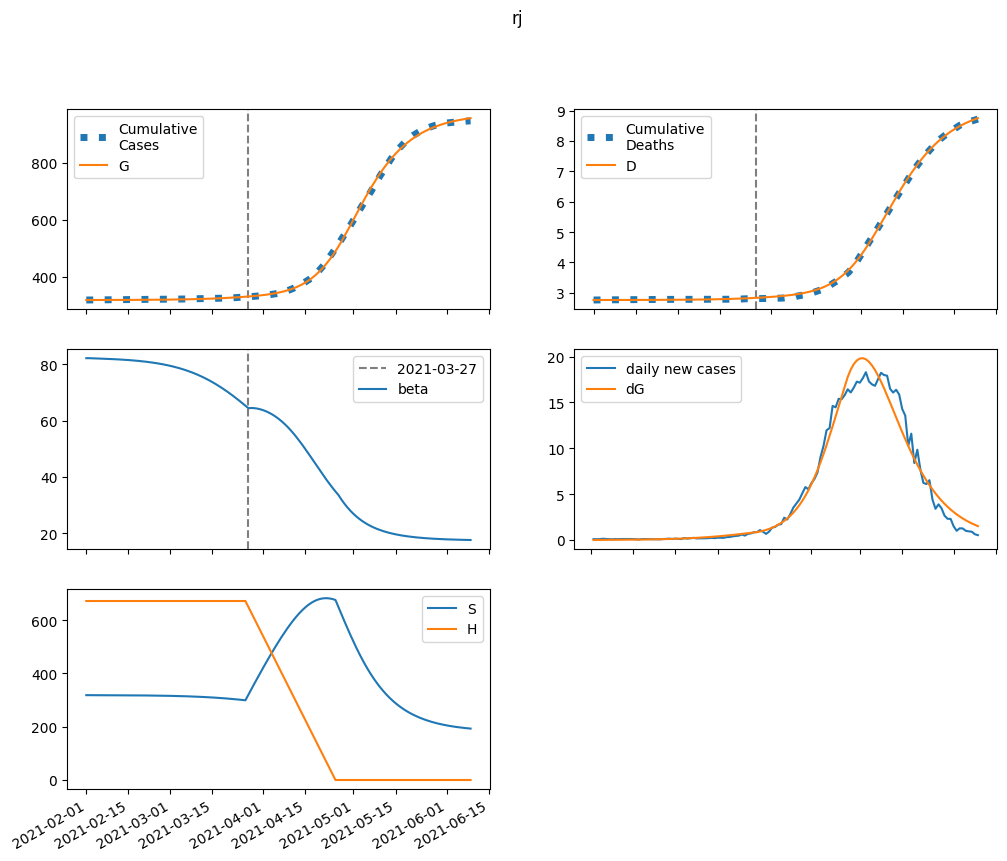 rj
Cumulative
Cases
G
800
600
400
Cumulative
Deaths
D
9
8
7
6
5
4
3
2021-03-27
beta
80
60
40
20
daily new cases
dG
20
15
10
5
0
S
H
600
400
200
0
2021-02-01
2021-02-15
2021-03-01
2021-03-15
2021-04-01
2021-04-15
2021-05-01
2021-05-15
2021-06-01
2021-06-15